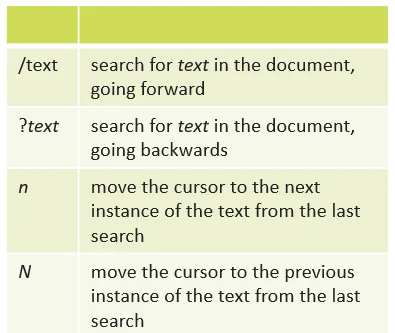 /text search for text in the document,
going forward
?text search for text in the document,
going backwards
n move the cursor to the next
instance of the text from the last
search
N move the cursor to the previous
instance of the text from the last
search